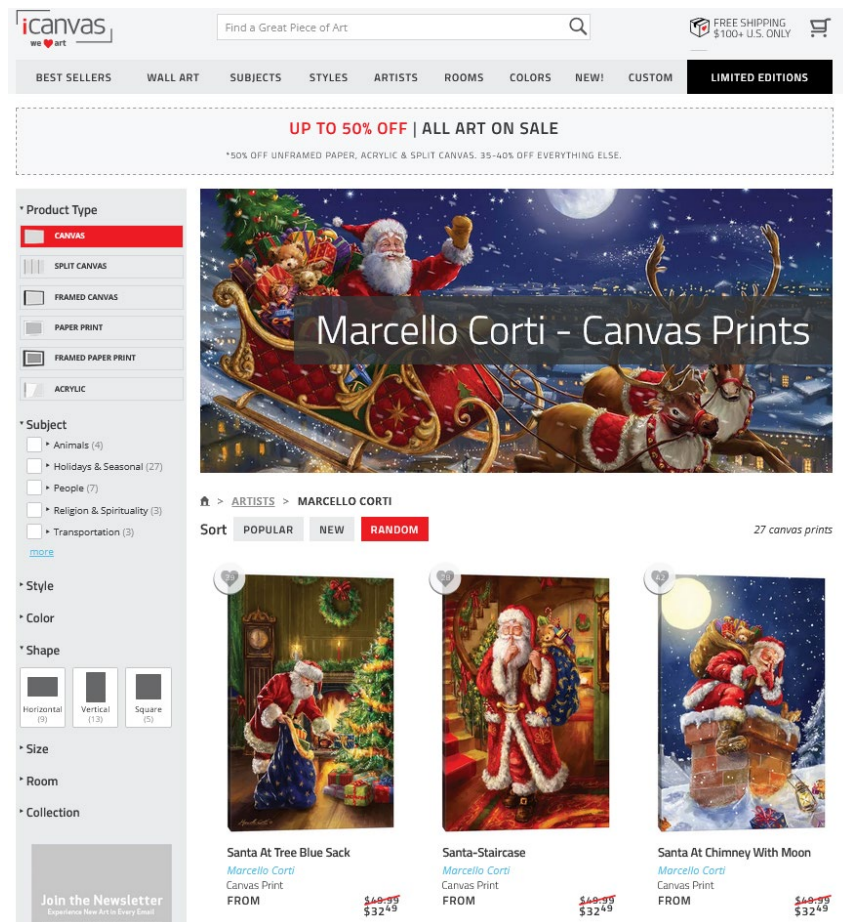 icanvas
we art
Find a Great Piece of Art
FREE SHIPPING
$100+ U.S. ONLY
BEST SELLERS WALL ART SUBJECTS STYLES ARTISTS ROOMS COLORS NEW! CUSTOM LIMITED EDITIONS
UP TO 50% OFF | ALL ART ON SALE
*50% OFF UNFRAMED PAPER, ACRYLIC & SPLIT CANVAS. 35-40% OFF EVERYTHING ELSE.
Product Type
CANVAS
SPLIT CANVAS
FRAMED CANVAS
PAPER PRINT
FRAMED PAPER PRINT
ACRYLIC
Subject
Animals (4)
Holidays & Seasonal (27)
People (7)
Religion & Spirituality (3)
Transportation (3)
more
Style
Color
Shape
Horizontal
(9)
Vertical
(13)
Square
(5)
Size
Room
Collection
Join the Newsletter
Experience New Art in Every Email
Marcello Corti - Canvas Prints
> ARTISTS > MARCELLO CORTI
Sort POPULAR NEW RANDOM 27 canvas prints
Santa At Tree Blue Sack
Marcello Corti
Canvas Print
FROM $49.99
$32.49
Santa-Staircase
Marcello Corti
Canvas Print
FROM $49.99
$32.49
42
Santa At Chimney With Moon
Marcello Corti
Canvas Print
FROM $49.99
$32.49